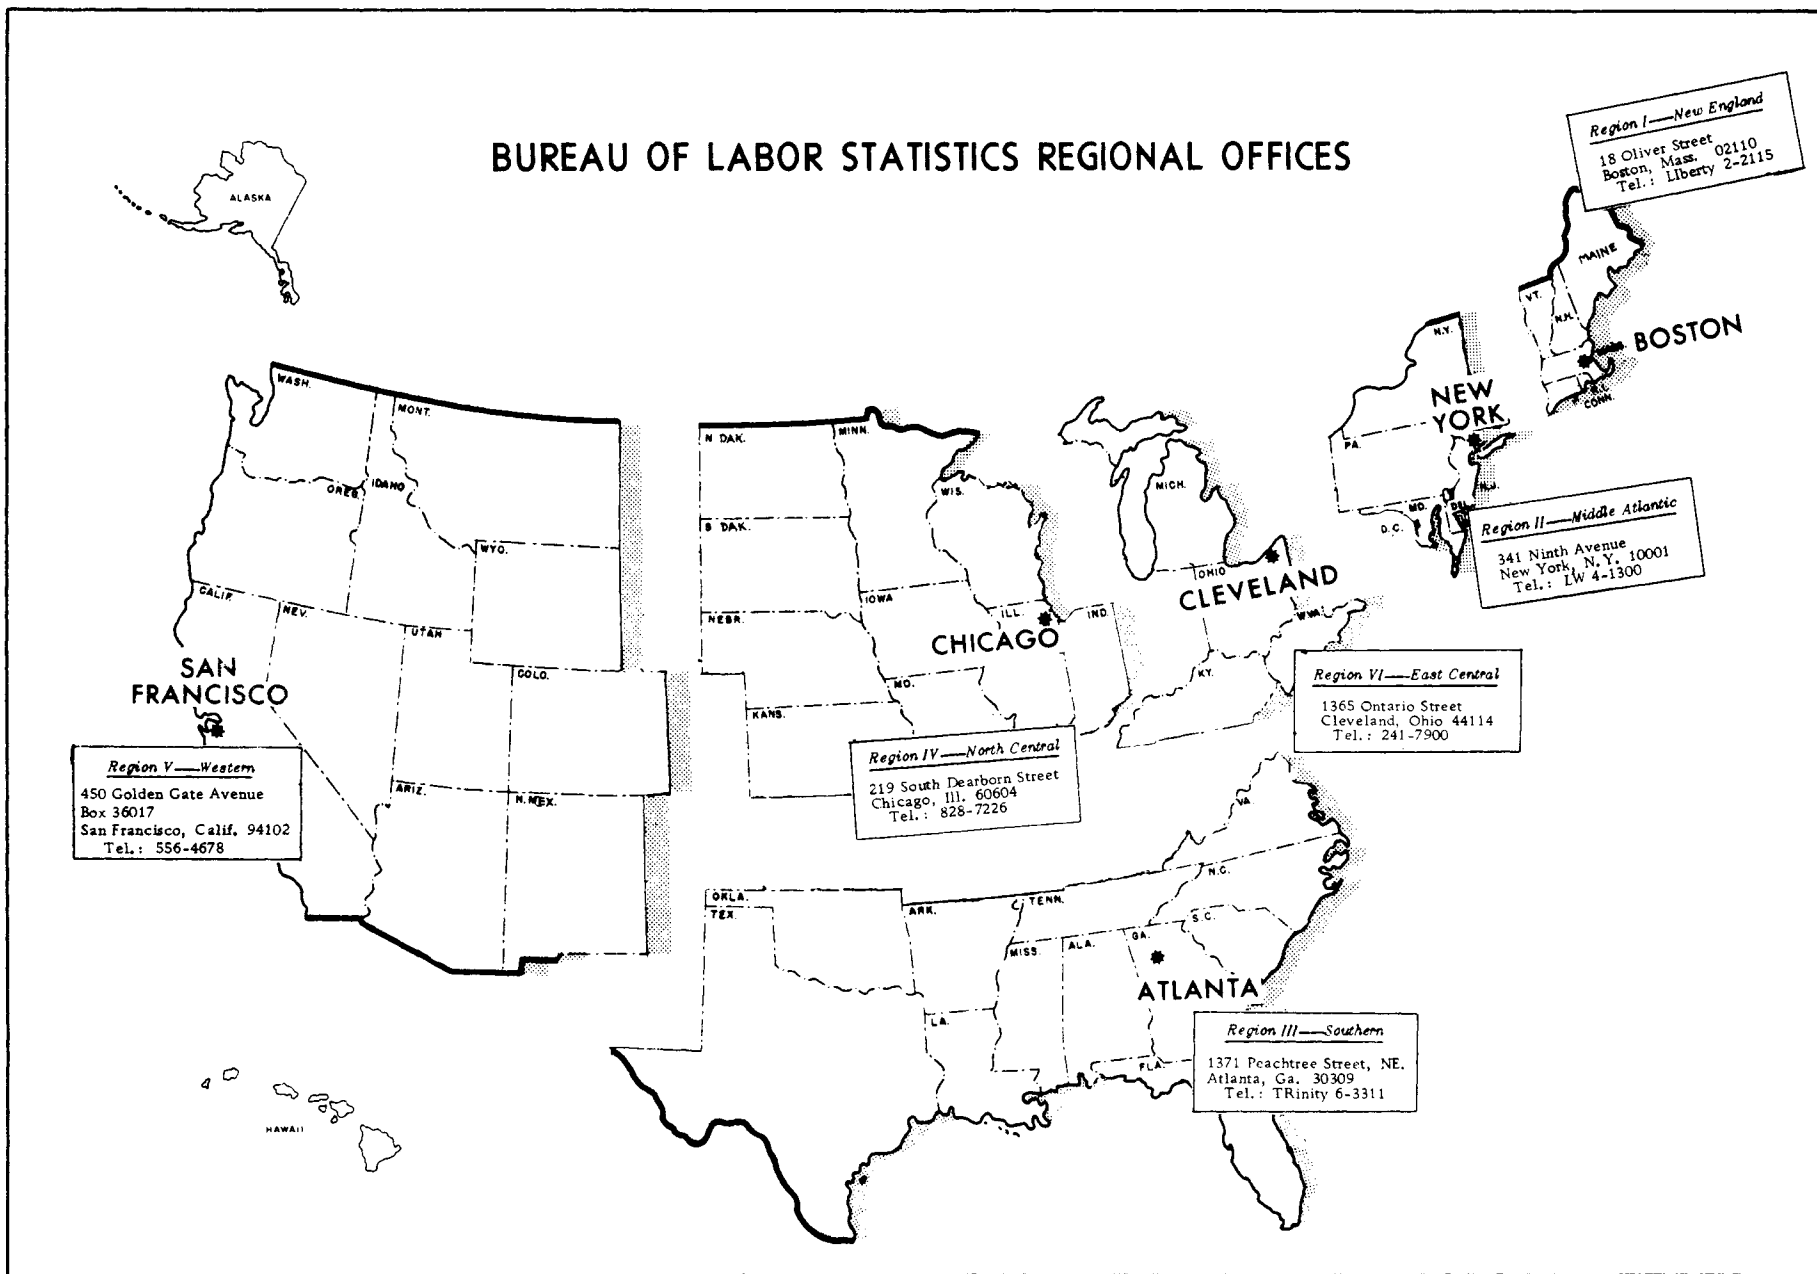 BUREAU OF LABOR STATISTICS REGIONAL OFFICES
Region I—New England
18 Oliver Street
Boston, Mass. 02110
Tel.: LIberty 2-2115
ALASKA
MAINE
VT.
N.H.
BOSTON
MASS.
R.I.
CONN.
N.Y.
NEW
YORK
PA.
N.J.
MD.
DEL.
D.C.
Region II—Middle Atlantic
341 Ninth Avenue
New York, N.Y. 10001
Tel.: LW 4-1300
WASH.
MONT.
OREG.
IDAHO
WYO.
CALIF.
NEV.
UTAH
COLO.
ARIZ.
N.MEX.
SAN
FRANCISCO
Region V—Western
450 Golden Gate Avenue
Box 36017
San Francisco, Calif. 94102
Tel.: 556-4678
N DAK.
MINN.
S DAK.
WIS.
IOWA
NEBR.
ILL.
IND.
CHICAGO
MO.
KANS.
Region IV—North Central
219 South Dearborn Street
Chicago, Ill. 60604
Tel.: 828-7226
MICH.
OHIO
CLEVELAND
W.VA.
KY.
Region VI—East Central
1365 Ontario Street
Cleveland, Ohio 44114
Tel.: 241-7900
VA.
N.C.
OKLA.
TEX.
ARK.
TENN.
S.C.
MISS.
ALA.
GA.
ATLANTA
LA.
FLA.
Region III—Southern
1371 Peachtree Street, NE.
Atlanta, Ga. 30309
Tel.: TRinity 6-3311
HAWAII